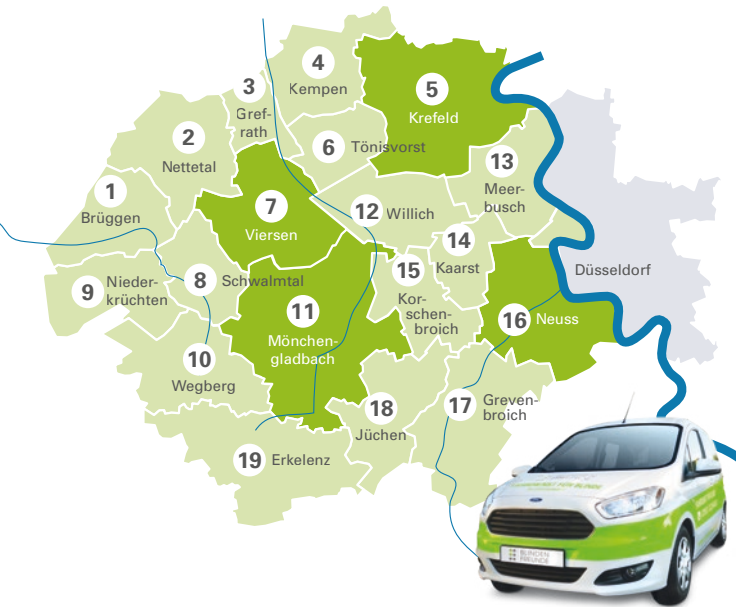 1
Brüggen
2
Nettetal
3
Gref-
rath
4
Kempen
5
Krefeld
6
Tönisvorst
7
Viersen
8
Schwalmtal
9
Nieder-
krüchten
10
Wegberg
11
Mönchen-
gladbach
12
Willich
13
Meer-
busch
14
Kaarst
15
Kor-
schen-
broich
16
Neuss
17
Greven-
broich
18
Jüchen
19
Erkelenz
Düsseldorf
BLINDEN
FREUNDE